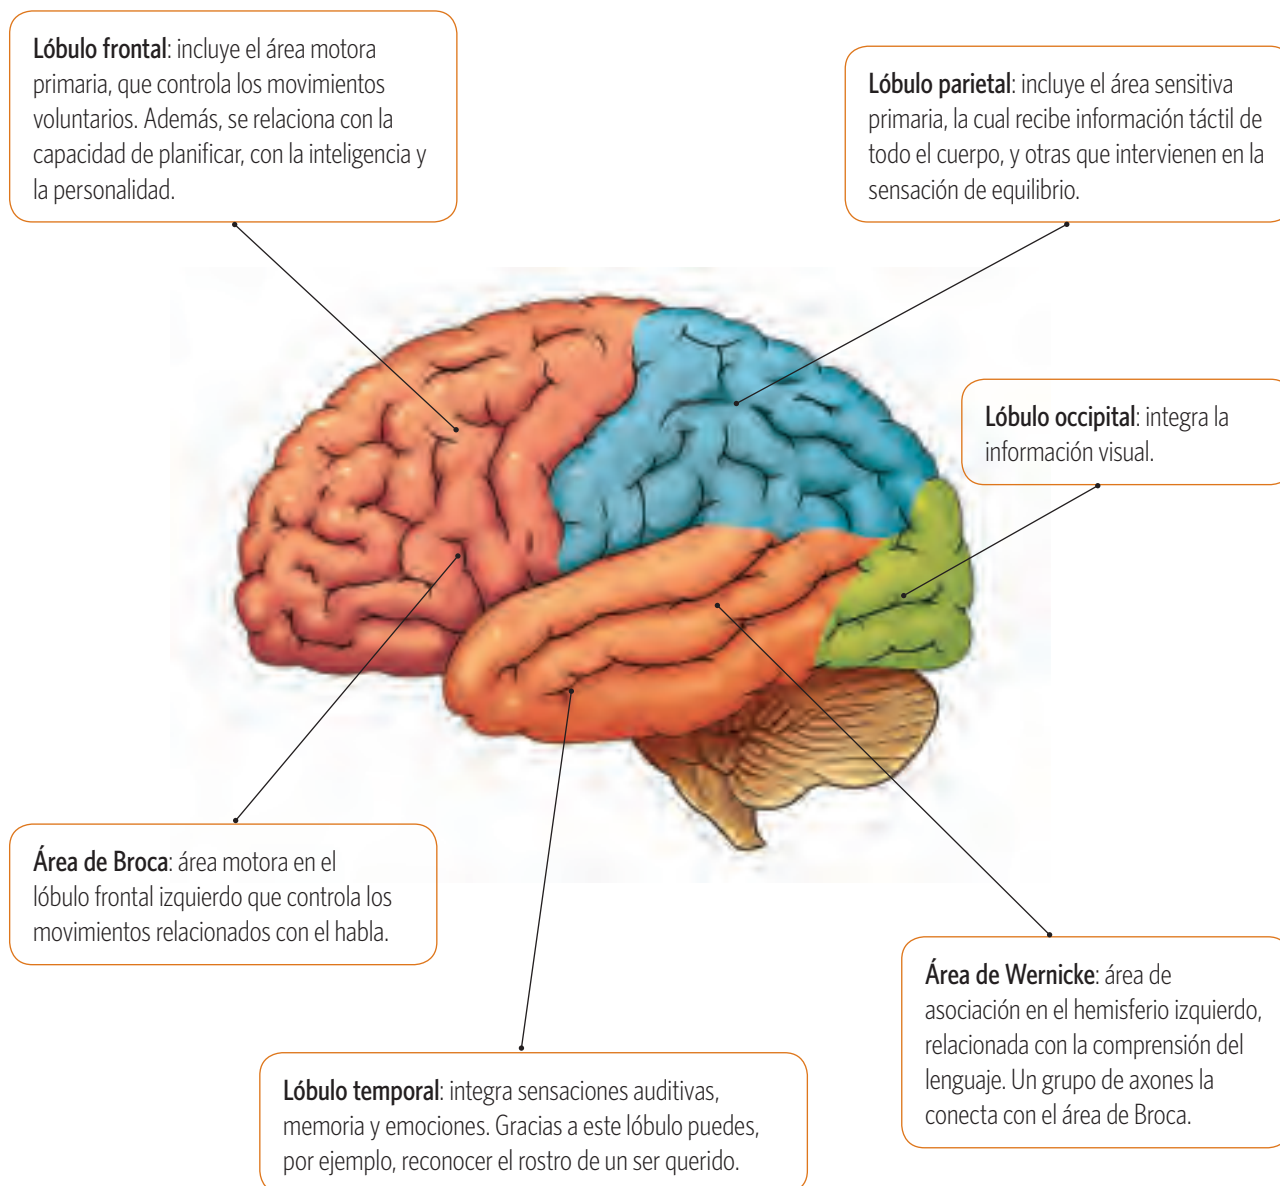 Lóbulo frontal: incluye el área motora
primaria, que controla los movimientos
voluntarios. Además, se relaciona con la
capacidad de planificar, con la inteligencia y
la personalidad.
Lóbulo parietal: incluye el área sensitiva
primaria, la cual recibe información táctil de
todo el cuerpo, y otras que intervienen en la
sensación de equilibrio.
Lóbulo occipital: integra la
información visual.
Área de Broca: área motora en el
lóbulo frontal izquierdo que controla los
movimientos relacionados con el habla.
Área de Wernicke: área de
asociación en el hemisferio izquierdo,
relacionada con la comprensión del
lenguaje. Un grupo de axones la
conecta con el área de Broca.
Lóbulo temporal: integra sensaciones auditivas,
memoria y emociones. Gracias a este lóbulo puedes,
por ejemplo, reconocer el rostro de un ser querido.